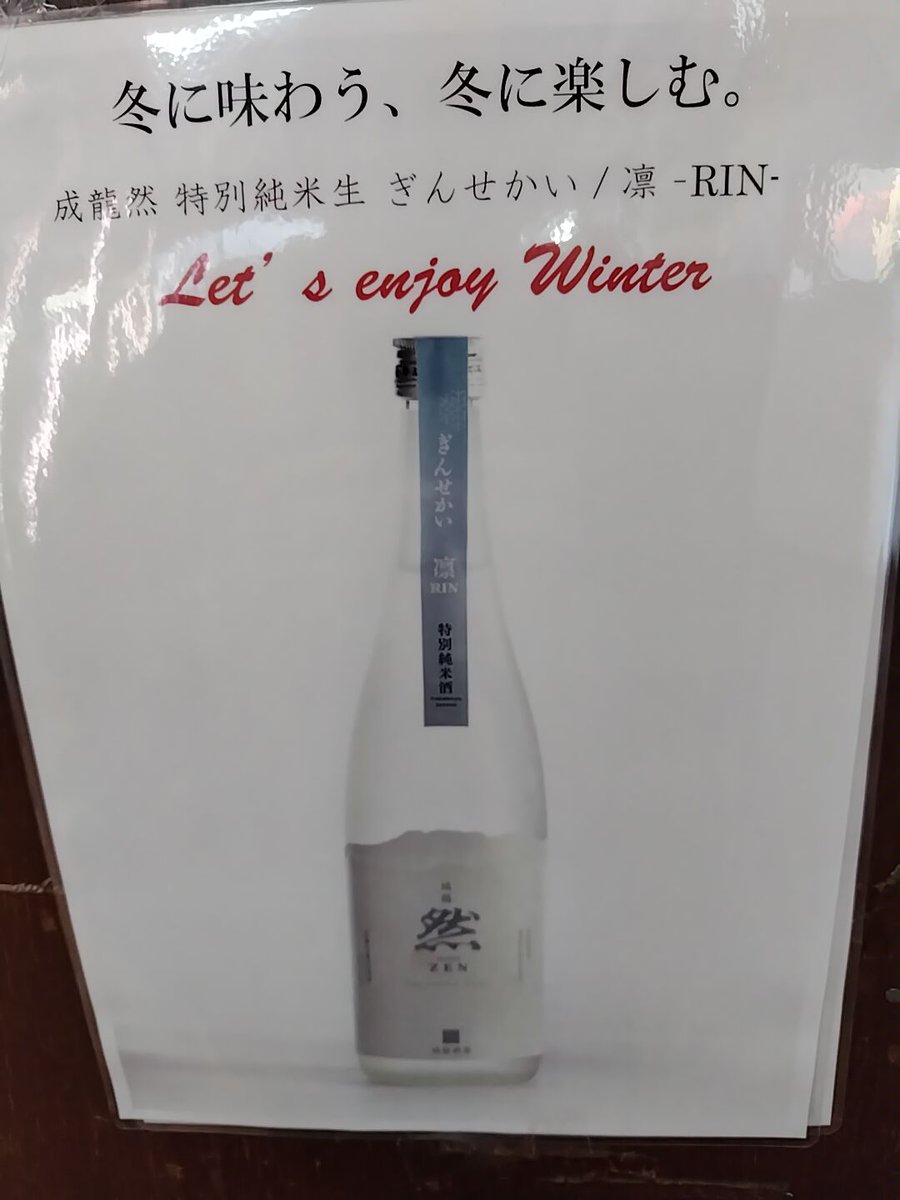 冬に味わう、冬に楽しむ。
成龍然 特別純米生 ぎんせかい / 凛 -RIN-
Let's enjoy Winter
ぎんせかい
凛
RIN
特別純米酒
成龍
然
ZEN